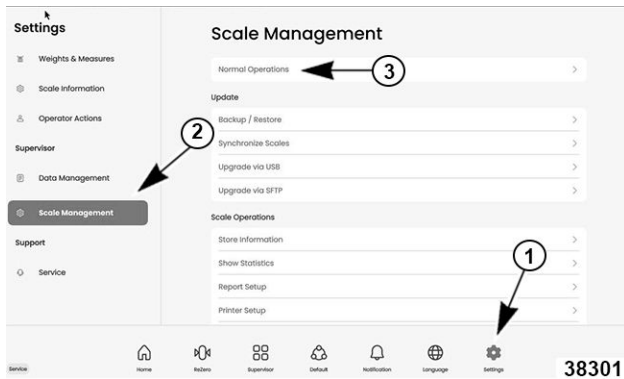 Settings
Weights & Measures
Scale Information
Operator Actions
Supervisor
Data Management
Scale Management
Support
Service
Scale Management
Normal Operations
Update
Backup / Restore
Synchronize Scales
Upgrade via USB
Upgrade via SFTP
Scale Operations
Store Information
Show Statistics
Report Setup
Printer Setup
1
2
3
Service
Home
ReZero
Supervisor
Default
Notification
Language
Settings
38301